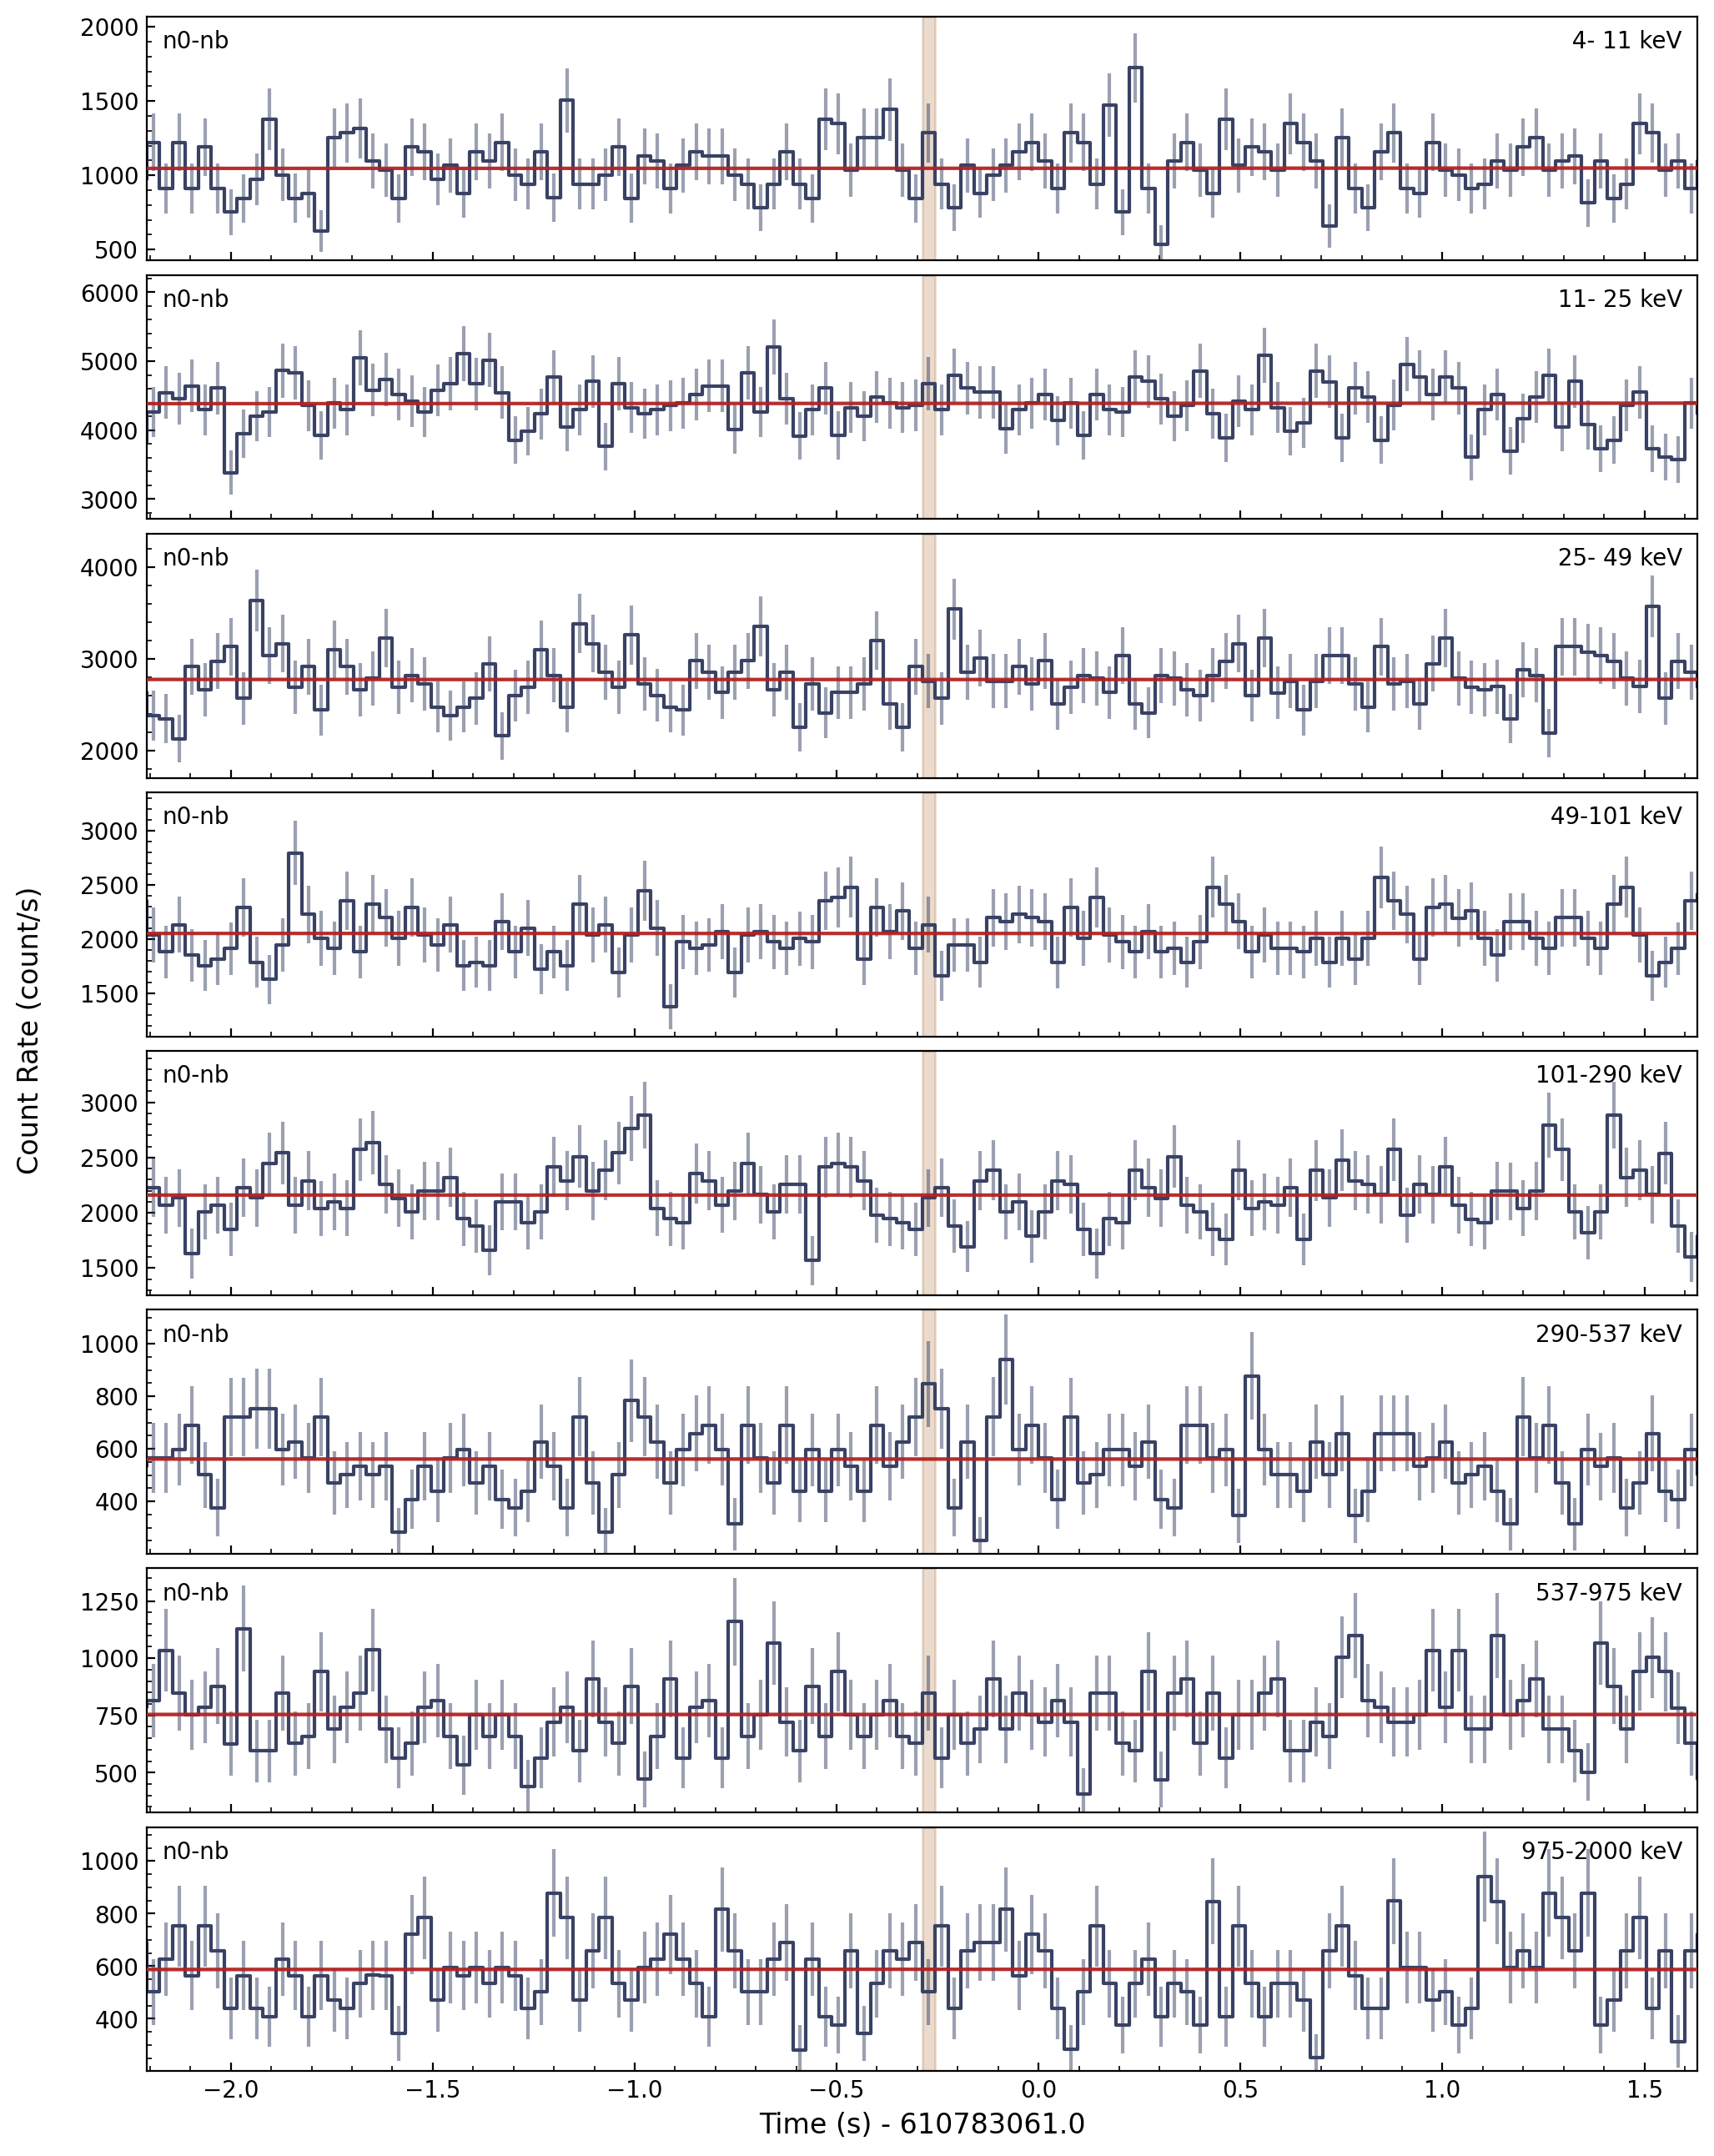 n0-nb 4- 11 keV
2000
1500
1000
500
n0-nb 11- 25 keV
6000
5000
4000
3000
n0-nb 25- 49 keV
4000
3000
2000
n0-nb 49-101 keV
3000
2500
2000
1500
n0-nb 101-290 keV
3000
2500
2000
1500
n0-nb 290-537 keV
1000
800
600
400
n0-nb 537-975 keV
1250
1000
750
500
n0-nb 975-2000 keV
1000
800
600
400
Count Rate (count/s)
−2.0 −1.5 −1.0 −0.5 0.0 0.5 1.0 1.5
Time (s) - 610783061.0